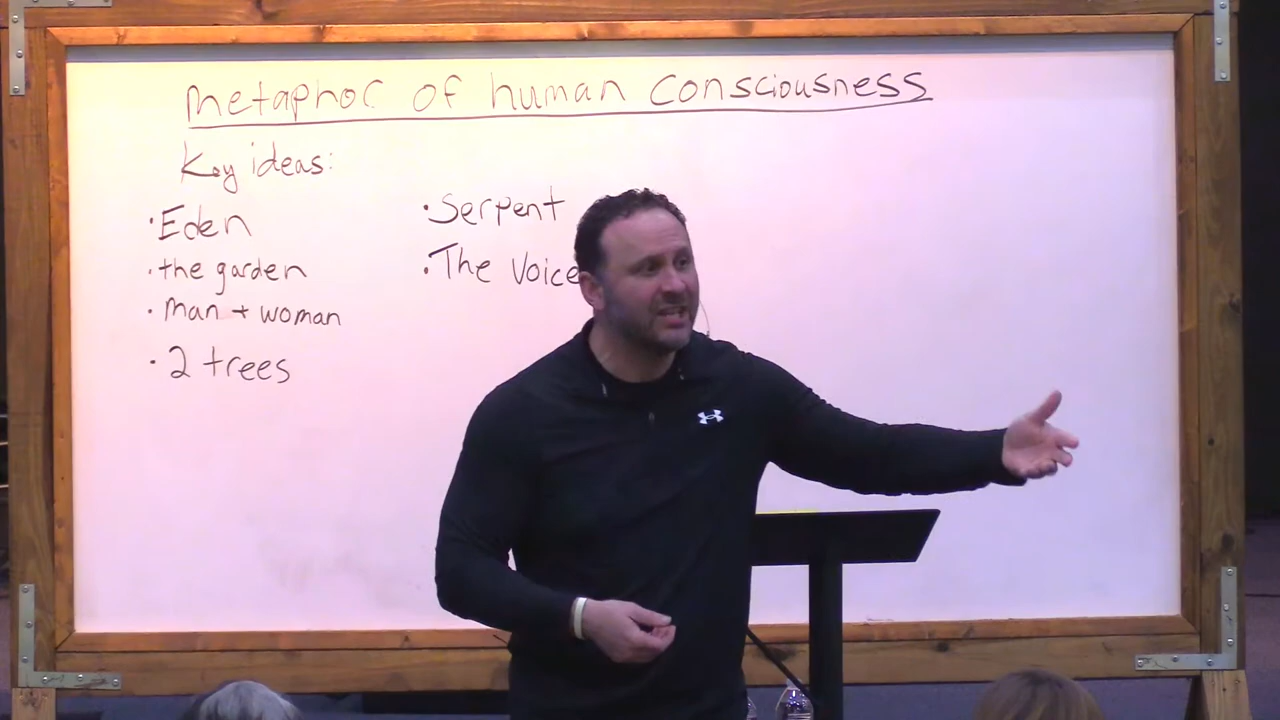 metaphor of human consciousness
Key ideas:
• Eden
• the garden
• man + woman
• 2 trees
• Serpent
• The Voice